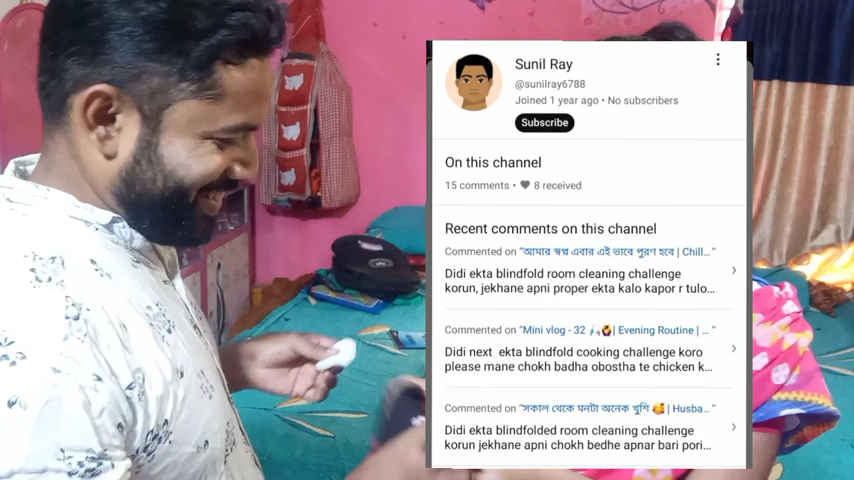 Sunil Ray
@sunilray6788
Joined 1 year ago • No subscribers
Subscribe
On this channel
15 comments • ♥ 8 received
Recent comments on this channel
Commented on "আমার স্বপ্ন এবার এই ভাবে পুরণ হবে | Chill..."
Didi ekta blindfold room cleaning challenge
korun, jekhane apni proper ekta kalo kapor r tulo...
Commented on "Mini vlog - 32 🎣💆‍♀️ | Evening Routine | ..."
Didi next ekta blindfold cooking challenge koro
please mane chokh badha obostha te chicken k...
Commented on "সকাল থেকে মনটা অনেক খুশি 🥰 | Husba..."
Didi ekta blindfolded room cleaning challenge
korun jekhane apni chokh bedhe apnar bari pori...